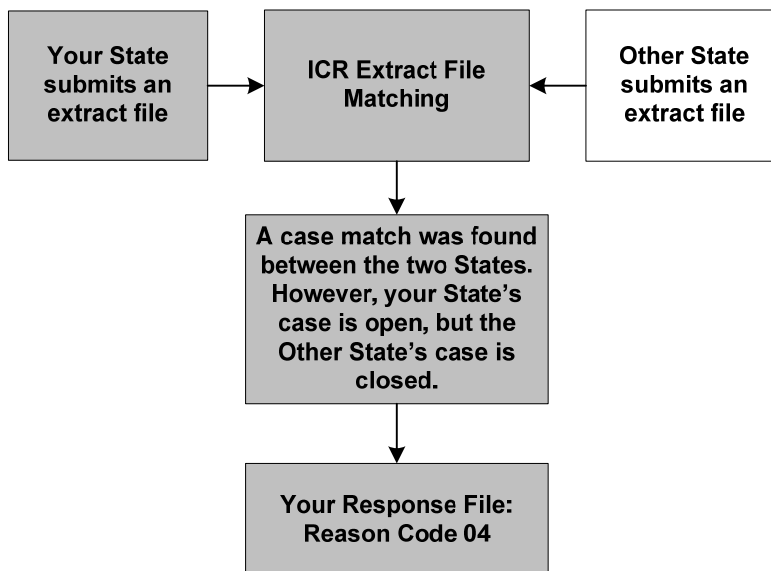 Your State
submits an
extract file
ICR Extract File
Matching
Other State
submits an
extract file
A case match was found
between the two States.
However, your State’s
case is open, but the
Other State’s case is
closed.
Your Response File:
Reason Code 04